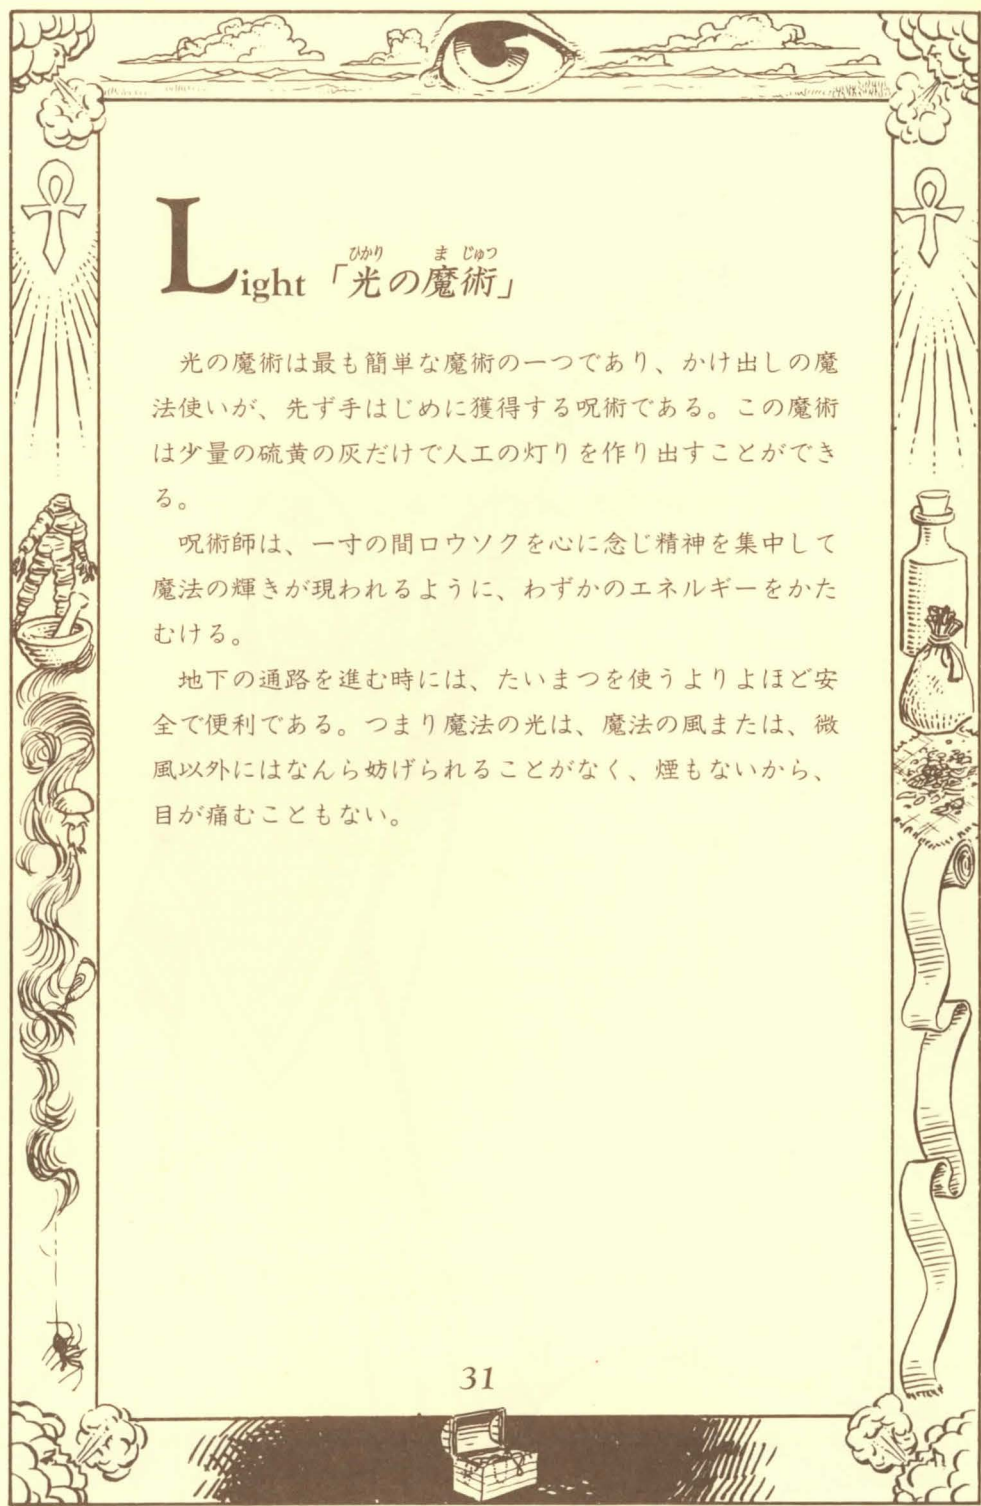 ひかり ま じゅつ
Light 「光の魔術」
光の魔術は最も簡単な魔術の一つであり、かけ出しの魔
法使いが、先ず手はじめに獲得する呪術である。この魔術
は少量の硫黄の灰だけで人工の灯りを作り出すことができ
る。
呪術師は、一寸の間ロウソクを心に念じ精神を集中して
魔法の輝きが現われるように、わずかのエネルギーをかた
むける。
地下の通路を進む時には、たいまつを使うよりよほど安
全で便利である。つまり魔法の光は、魔法の風または、微
風以外にはなんら妨げられることがなく、煙もないから、
目が痛むこともない。
31